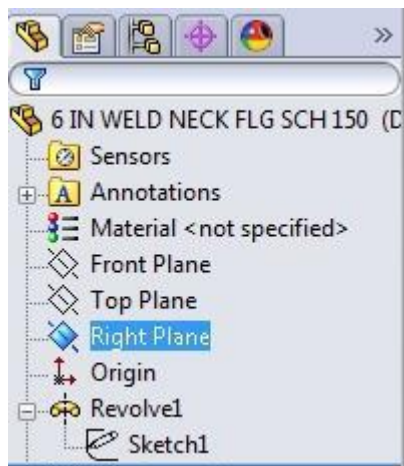 6 IN WELD NECK FLG SCH 150 (D
Sensors
A Annotations
Material <not specified>
Front Plane
Top Plane
Right Plane
Origin
Revolve1
Sketch1